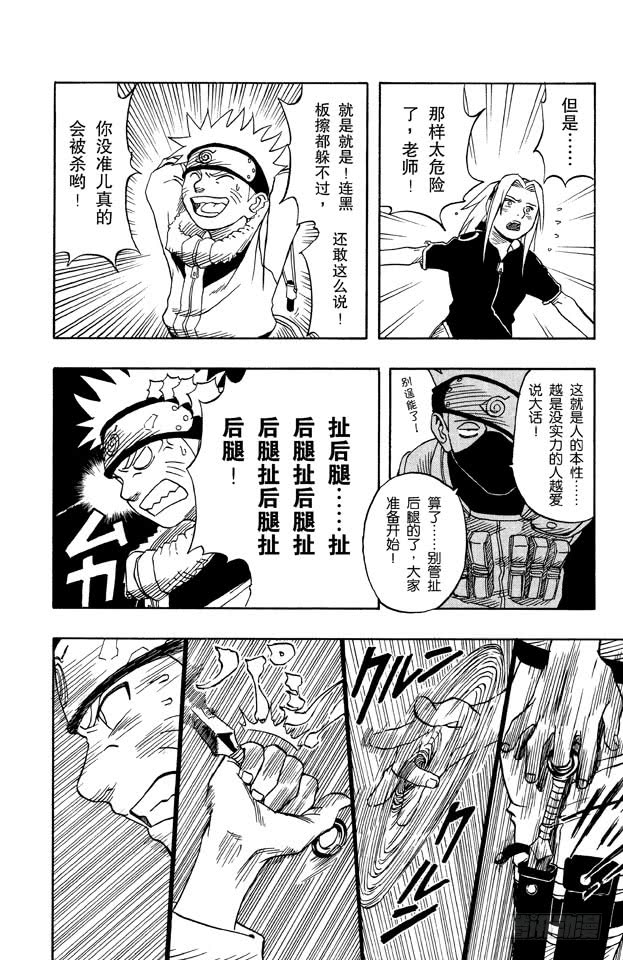 但是……
那样太危险
了，老师！
就是就是！连黑
板擦都躲不过，
还敢这么说！
你没准儿真的
会被杀哟！
这就是人的本性……
越是没实力的人越爱
说大话！
别逞能了～
算了……别管扯
后腿的了，大家
准备开始！
扯后腿……扯
后腿扯后腿扯
后腿扯后腿扯
后腿！
ムカ
クルン
クルン